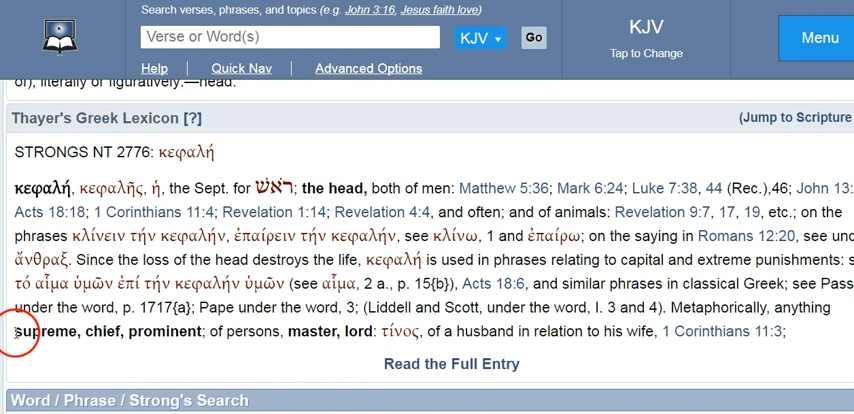 Search verses, phrases, and topics (e.g. John 3:16, Jesus faith love)
Verse or Word(s)
KJV
Go
Help
Quick Nav
Advanced Options
KJV
Tap to Change
Menu
of), literally or figuratively:—head.
Thayer's Greek Lexicon [?]
(Jump to Scripture
STRONGS NT 2776: κεφαλή
κεφαλή, κεφαλῆς, ἡ, the Sept. for רֹאשׁ; the head, both of men: Matthew 5:36; Mark 6:24; Luke 7:38, 44 (Rec.),46; John 13:
Acts 18:18; 1 Corinthians 11:4; Revelation 1:14; Revelation 4:4, and often; and of animals: Revelation 9:7, 17, 19, etc.; on the
phrases κλίνειν τήν κεφαλήν, ἐπαίρειν τήν κεφαλήν, see κλίνω, 1 and ἐπαίρω; on the saying in Romans 12:20, see und
ἄνθραξ. Since the loss of the head destroys the life, κεφαλή is used in phrases relating to capital and extreme punishments: s
τό αἷμα ὑμῶν ἐπί τήν κεφαλήν ὑμῶν (see αἷμα, 2 a., p. 15{b}), Acts 18:6, and similar phrases in classical Greek; see Pass
under the word, p. 1717{a}; Pape under the word, 3; (Liddell and Scott, under the word, I. 3 and 4). Metaphorically, anything
supreme, chief, prominent; of persons, master, lord: τίνος, of a husband in relation to his wife, 1 Corinthians 11:3;
Read the Full Entry
Word / Phrase / Strong's Search